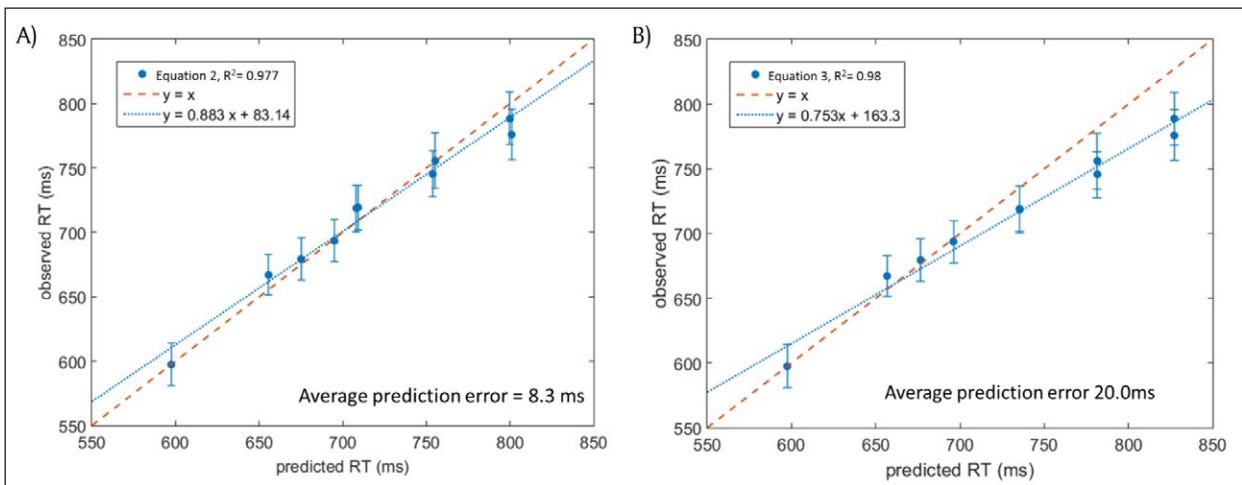 A)
850
800
750
700
650
600
550
observed RT (ms)
Equation 2, R²= 0.977
y = x
y = 0.883 x + 83.14
Average prediction error = 8.3 ms
550 600 650 700 750 800 850
predicted RT (ms)
B)
850
800
750
700
650
600
550
observed RT (ms)
Equation 3, R²= 0.98
y = x
y = 0.753x + 163.3
Average prediction error 20.0ms
550 600 650 700 750 800 850
predicted RT (ms)